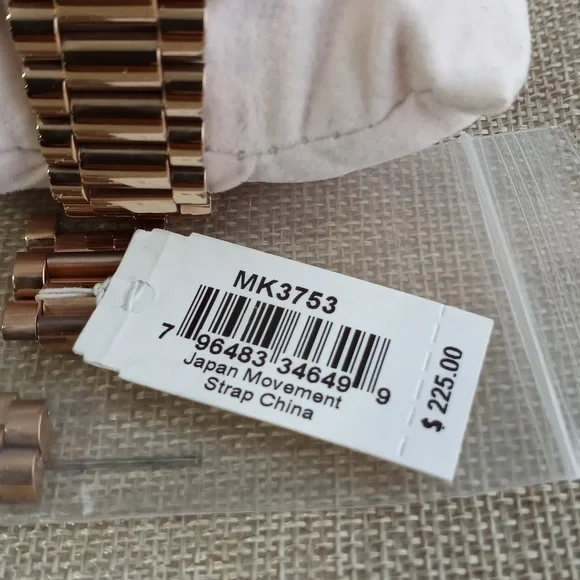 MK3753
7 96483 34649 9
Japan Movement
Strap China
$ 225.00